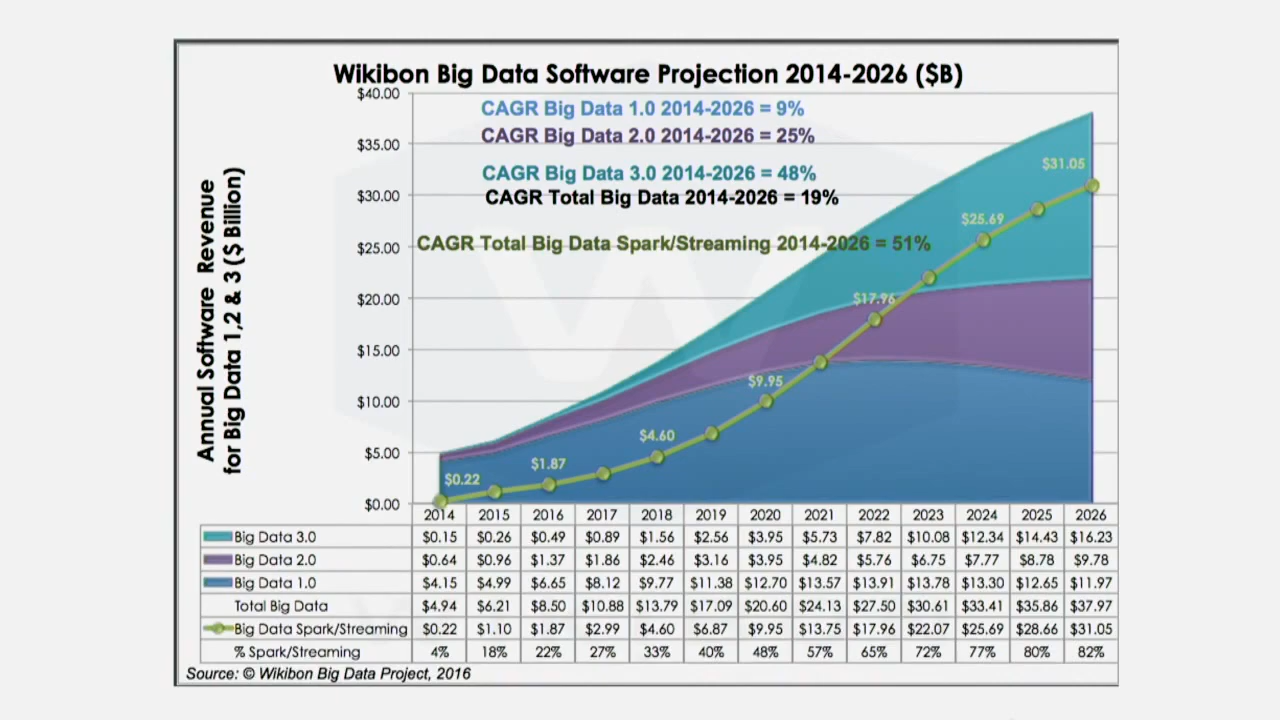 Wikibon Big Data Software Projection 2014-2026 ($B)
CAGR Big Data 1.0 2014-2026 = 9%
CAGR Big Data 2.0 2014-2026 = 25%
CAGR Big Data 3.0 2014-2026 = 48%
CAGR Total Big Data 2014-2026 = 19%
CAGR Total Big Data Spark/Streaming 2014-2026 = 51%
Annual Software Revenue
for Big Data 1,2 & 3 ($ Billion)
$40.00
$35.00
$30.00
$25.00
$20.00
$15.00
$10.00
$5.00
$0.00
$0.22
$1.87
$4.60
$9.95
$17.96
$25.69
$31.05
2014 2015 2016 2017 2018 2019 2020 2021 2022 2023 2024 2025 2026
Big Data 3.0 $0.15 $0.26 $0.49 $0.89 $1.56 $2.56 $3.95 $5.73 $7.82 $10.08 $12.34 $14.43 $16.23
Big Data 2.0 $0.64 $0.96 $1.37 $1.86 $2.46 $3.16 $3.95 $4.82 $5.76 $6.75 $7.77 $8.78 $9.78
Big Data 1.0 $4.15 $4.99 $6.65 $8.12 $9.77 $11.38 $12.70 $13.57 $13.91 $13.78 $13.30 $12.65 $11.97
Total Big Data $4.94 $6.21 $8.50 $10.88 $13.79 $17.09 $20.60 $24.13 $27.50 $30.61 $33.41 $35.86 $37.97
Big Data Spark/Streaming $0.22 $1.10 $1.87 $2.99 $4.60 $6.87 $9.95 $13.75 $17.96 $22.07 $25.69 $28.66 $31.05
% Spark/Streaming 4% 18% 22% 27% 33% 40% 48% 57% 65% 72% 77% 80% 82%
Source: © Wikibon Big Data Project, 2016